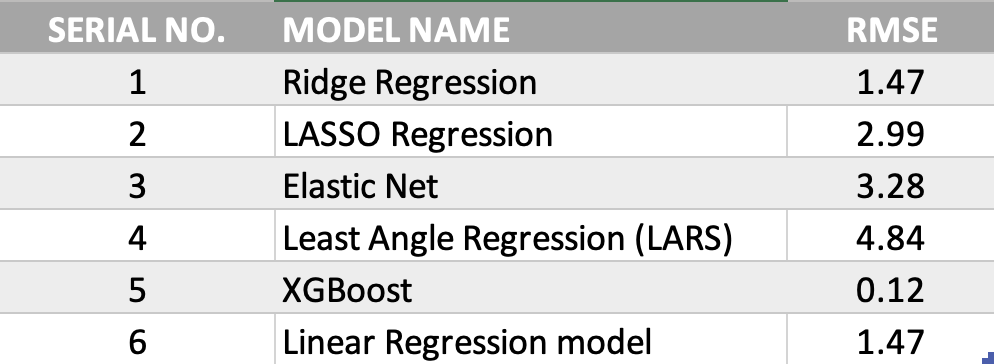 SERIAL NO. MODEL NAME RMSE
1 Ridge Regression 1.47
2 LASSO Regression 2.99
3 Elastic Net 3.28
4 Least Angle Regression (LARS) 4.84
5 XGBoost 0.12
6 Linear Regression model 1.47